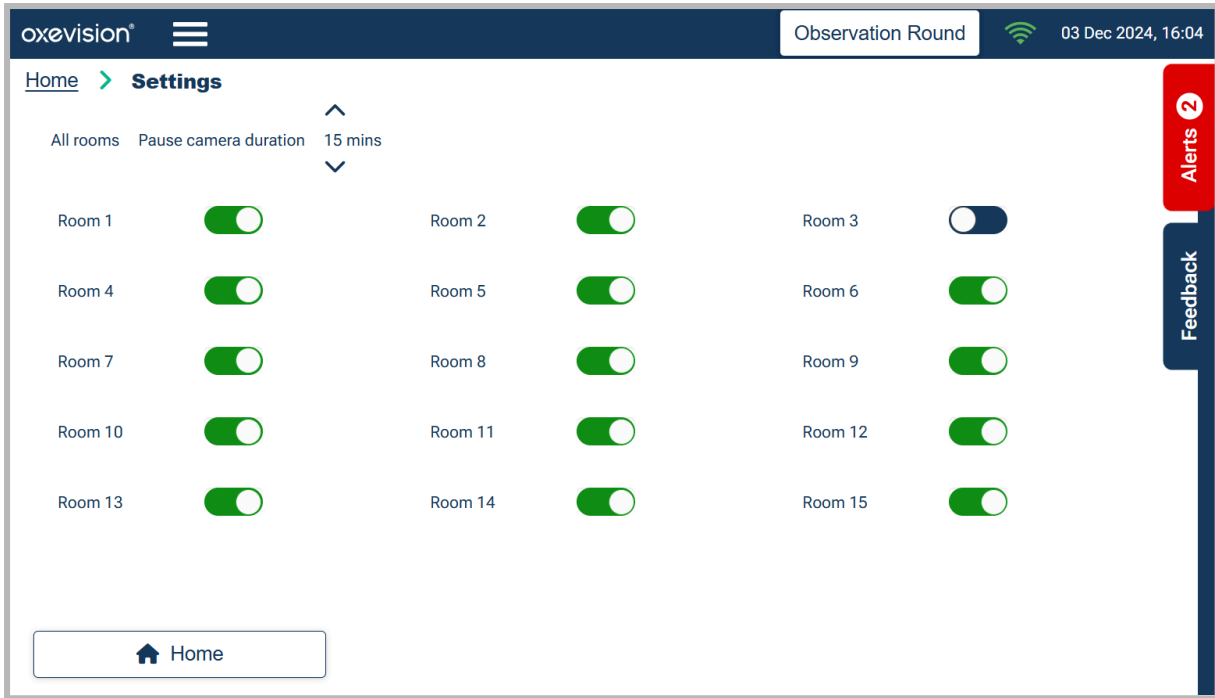 oxevision®
Observation Round
03 Dec 2024, 16:04
Home > Settings
All rooms Pause camera duration 15 mins
Room 1 Room 2 Room 3
Room 4 Room 5 Room 6
Room 7 Room 8 Room 9
Room 10 Room 11 Room 12
Room 13 Room 14 Room 15
Home
Alerts 2
Feedback